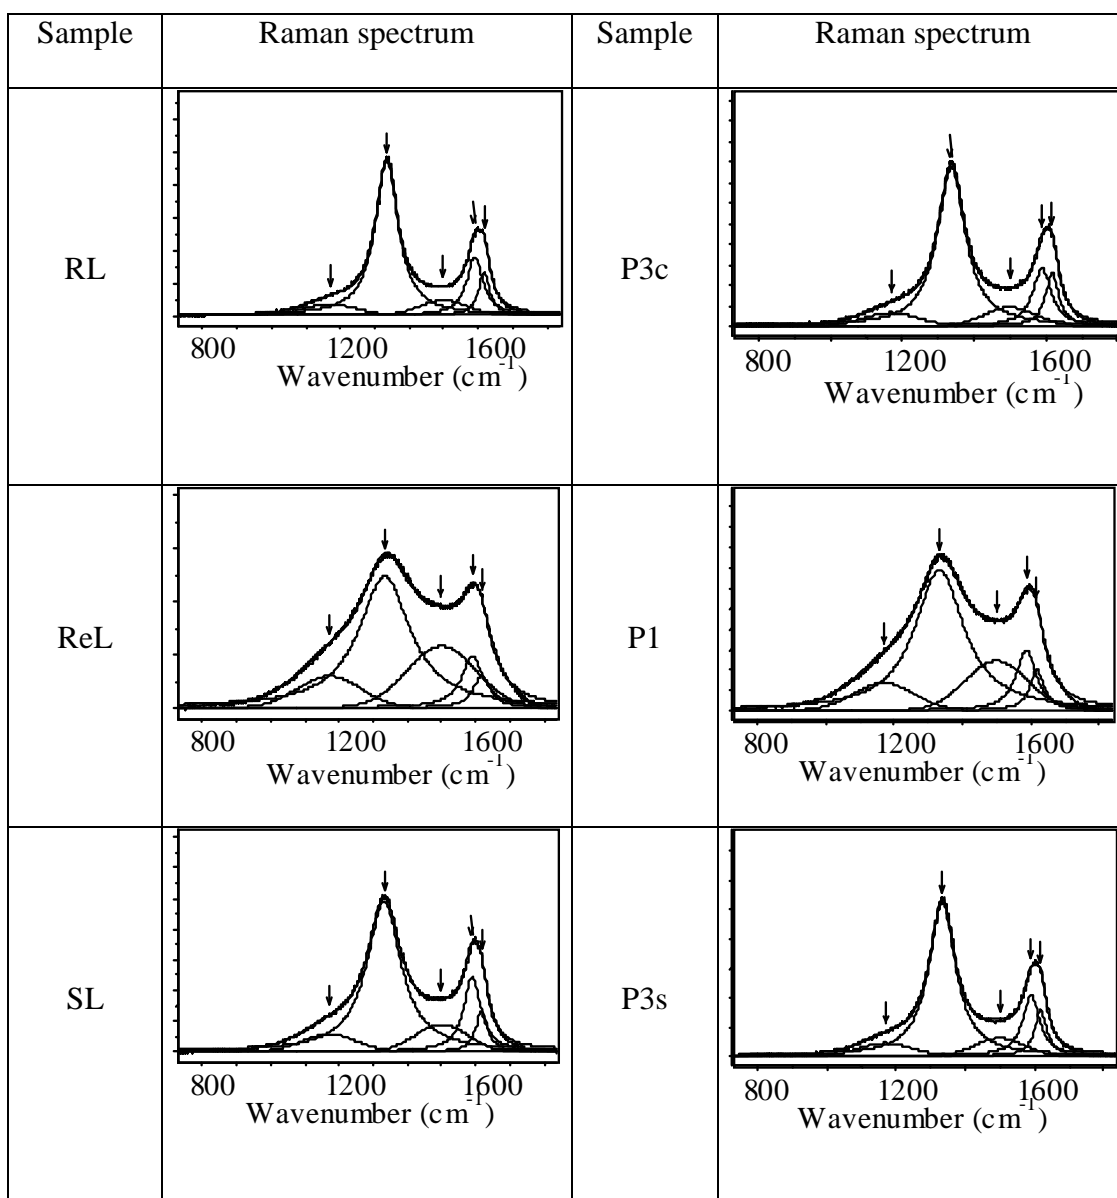 Sample Raman spectrum Sample Raman spectrum
RL
800 1200 1600
Wavenumber (cm-1)
P3c
800 1200 1600
Wavenumber (cm-1)
ReL
800 1200 1600
Wavenumber (cm-1)
P1
800 1200 1600
Wavenumber (cm-1)
SL
800 1200 1600
Wavenumber (cm-1)
P3s
800 1200 1600
Wavenumber (cm-1)